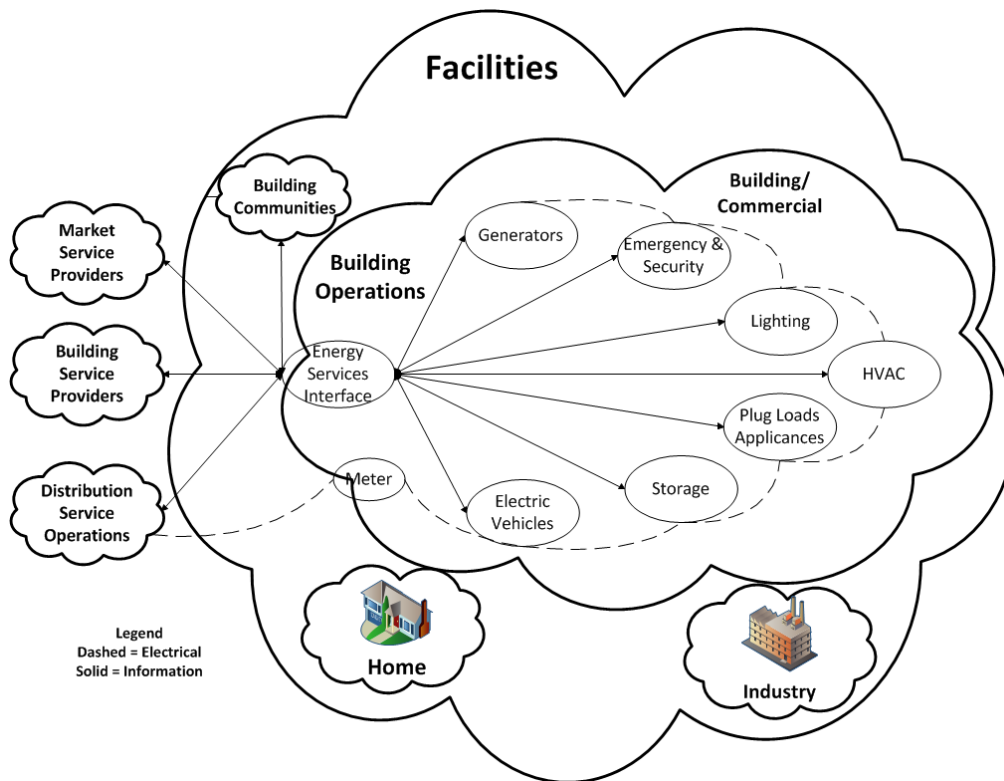 Facilities
Building
Communities
Building/
Commercial
Market
Service
Providers
Generators
Emergency &
Security
Building
Operations
Lighting
Building
Service
Providers
Energy
Services
Interface
HVAC
Plug Loads
Applicances
Meter
Storage
Distribution
Service
Operations
Electric
Vehicles
Legend
Dashed = Electrical
Solid = Information
Home
Industry